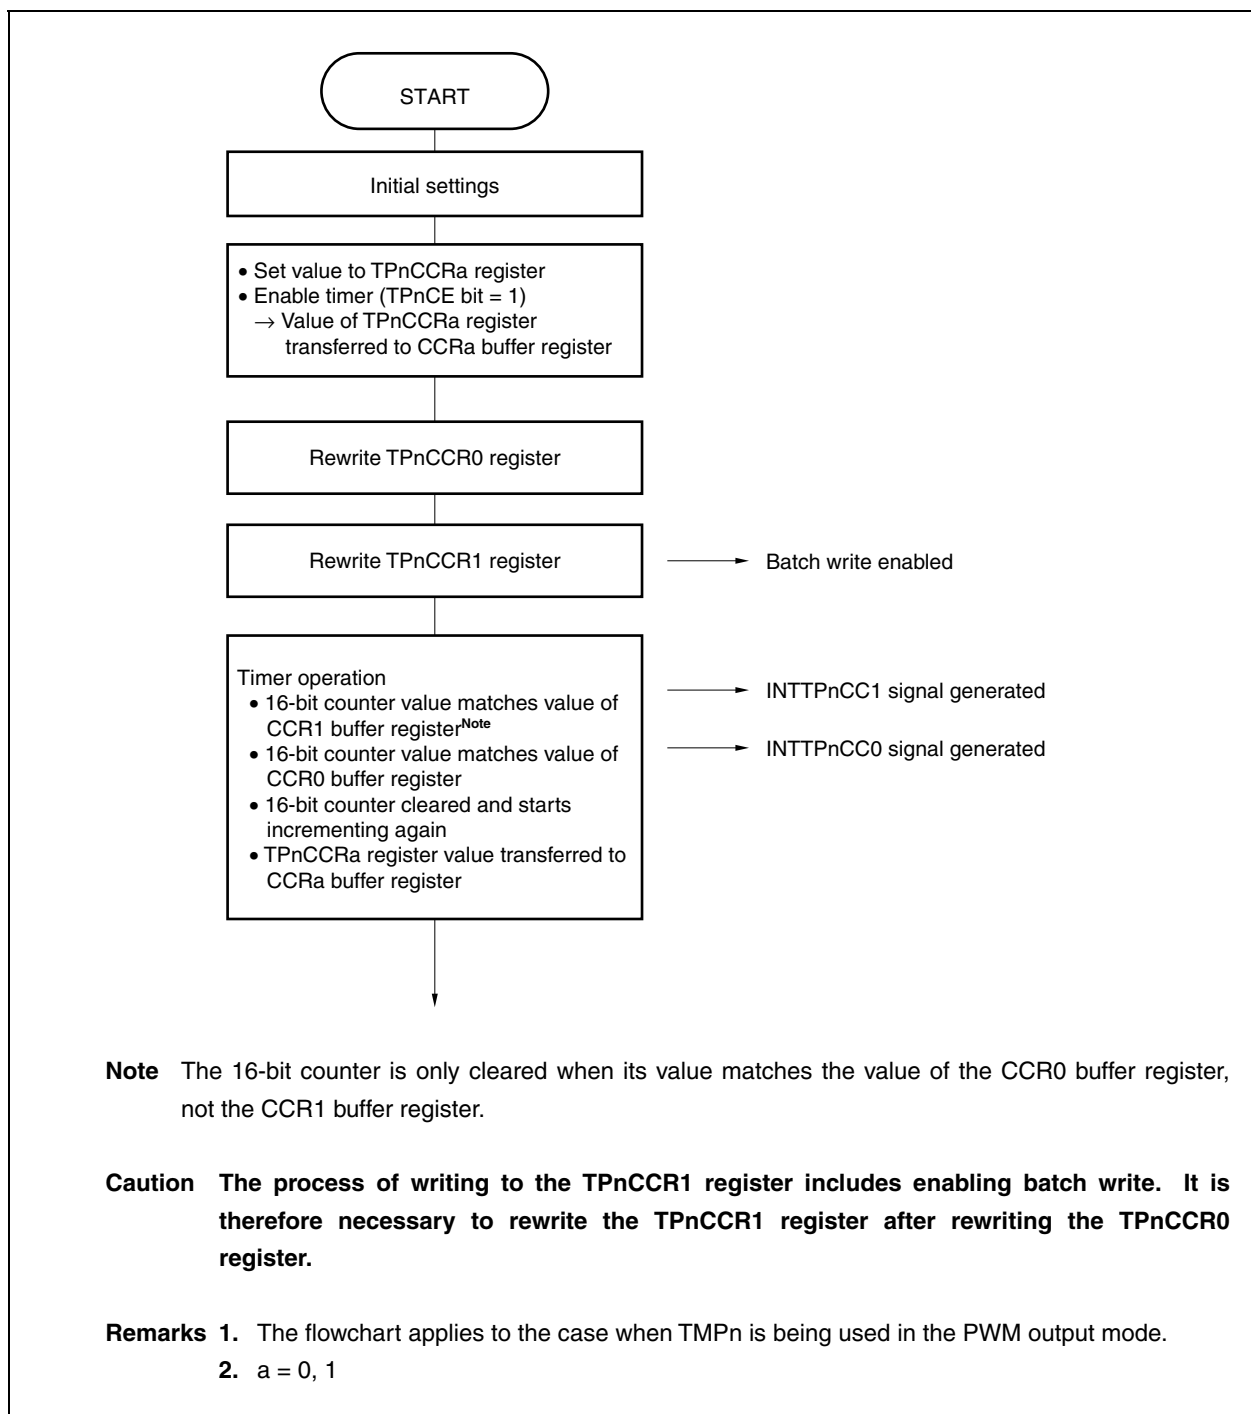 START
Initial settings
• Set value to TPnCCRa register
• Enable timer (TPnCE bit = 1)
→ Value of TPnCCRa register
transferred to CCRa buffer register
Rewrite TPnCCR0 register
Rewrite TPnCCR1 register
Batch write enabled
Timer operation
• 16-bit counter value matches value of
CCR1 buffer registerNote
• 16-bit counter value matches value of
CCR0 buffer register
• 16-bit counter cleared and starts
incrementing again
• TPnCCRa register value transferred to
CCRa buffer register
INTTPnCC1 signal generated
INTTPnCC0 signal generated
Note The 16-bit counter is only cleared when its value matches the value of the CCR0 buffer register,
not the CCR1 buffer register.
Caution The process of writing to the TPnCCR1 register includes enabling batch write. It is
therefore necessary to rewrite the TPnCCR1 register after rewriting the TPnCCR0
register.
Remarks 1. The flowchart applies to the case when TMPn is being used in the PWM output mode.
2. a = 0, 1